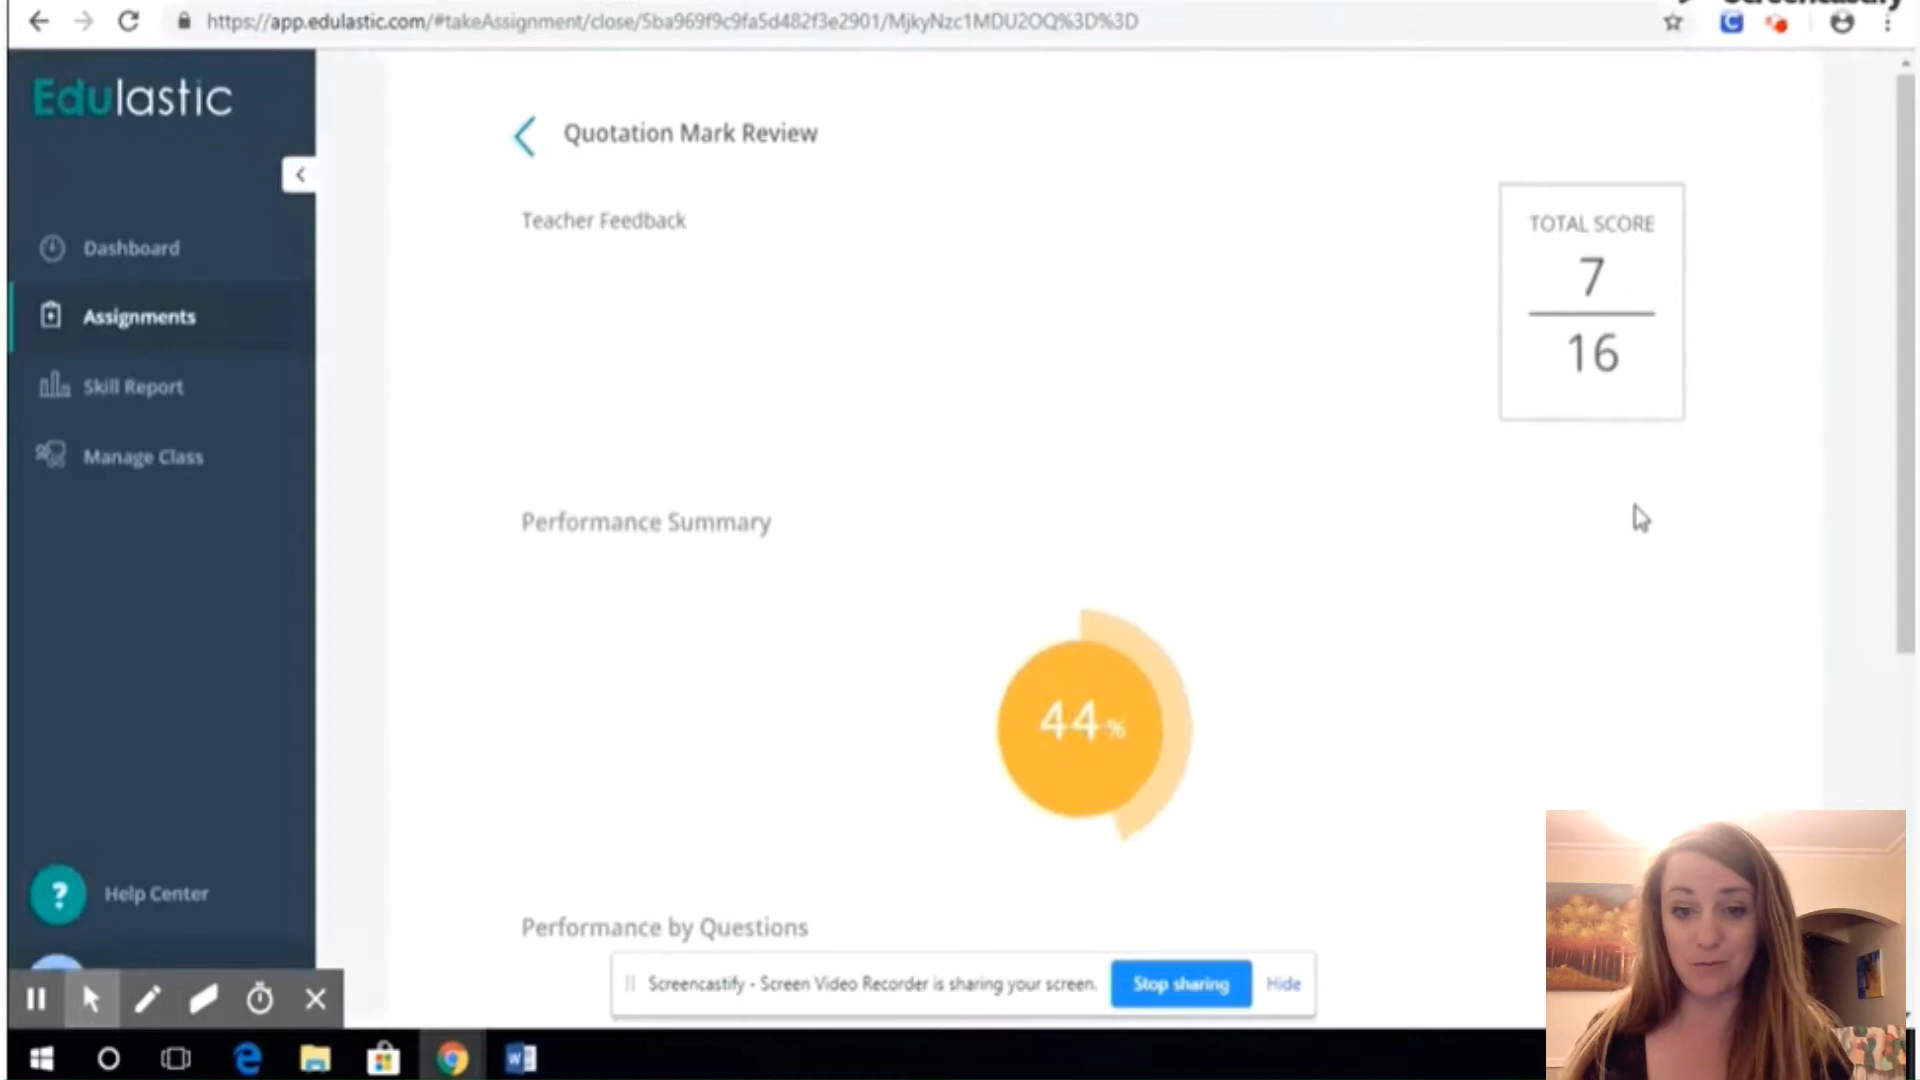 https://app.edulastic.com/#takeAssignment/close/5ba969f9c9fa5d482f3e2901/MjkyNzc1MDU2OQ%3D%3D
Edulastic
Quotation Mark Review
Teacher Feedback
TOTAL SCORE
7
16
Dashboard
Assignments
Skill Report
Manage Class
Performance Summary
44%
Help Center
Performance by Questions
Screencastify - Screen Video Recorder is sharing your screen.
Stop sharing
Hide